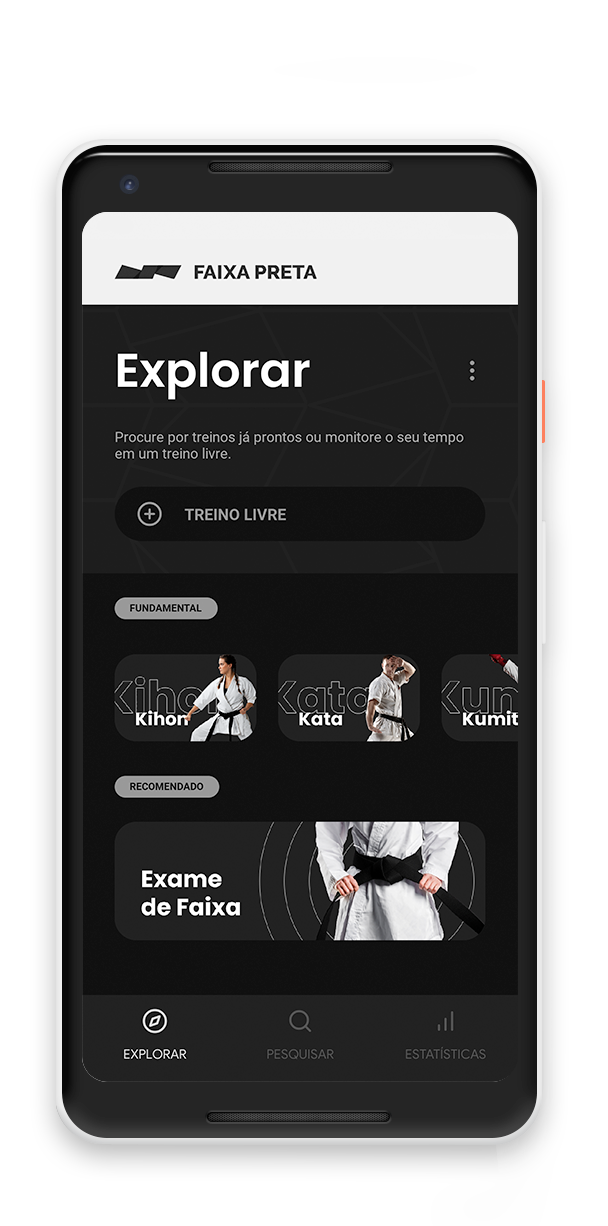 FAIXA PRETA
Explorar
Procure por treinos já prontos ou monitore o seu tempo
em um treino livre.
TREINO LIVRE
FUNDAMENTAL
Kiho
Kihon
Kata
Kata
Kum
Kumit
RECOMENDADO
Exame
de Faixa
EXPLORAR
PESQUISAR
ESTATÍSTICAS